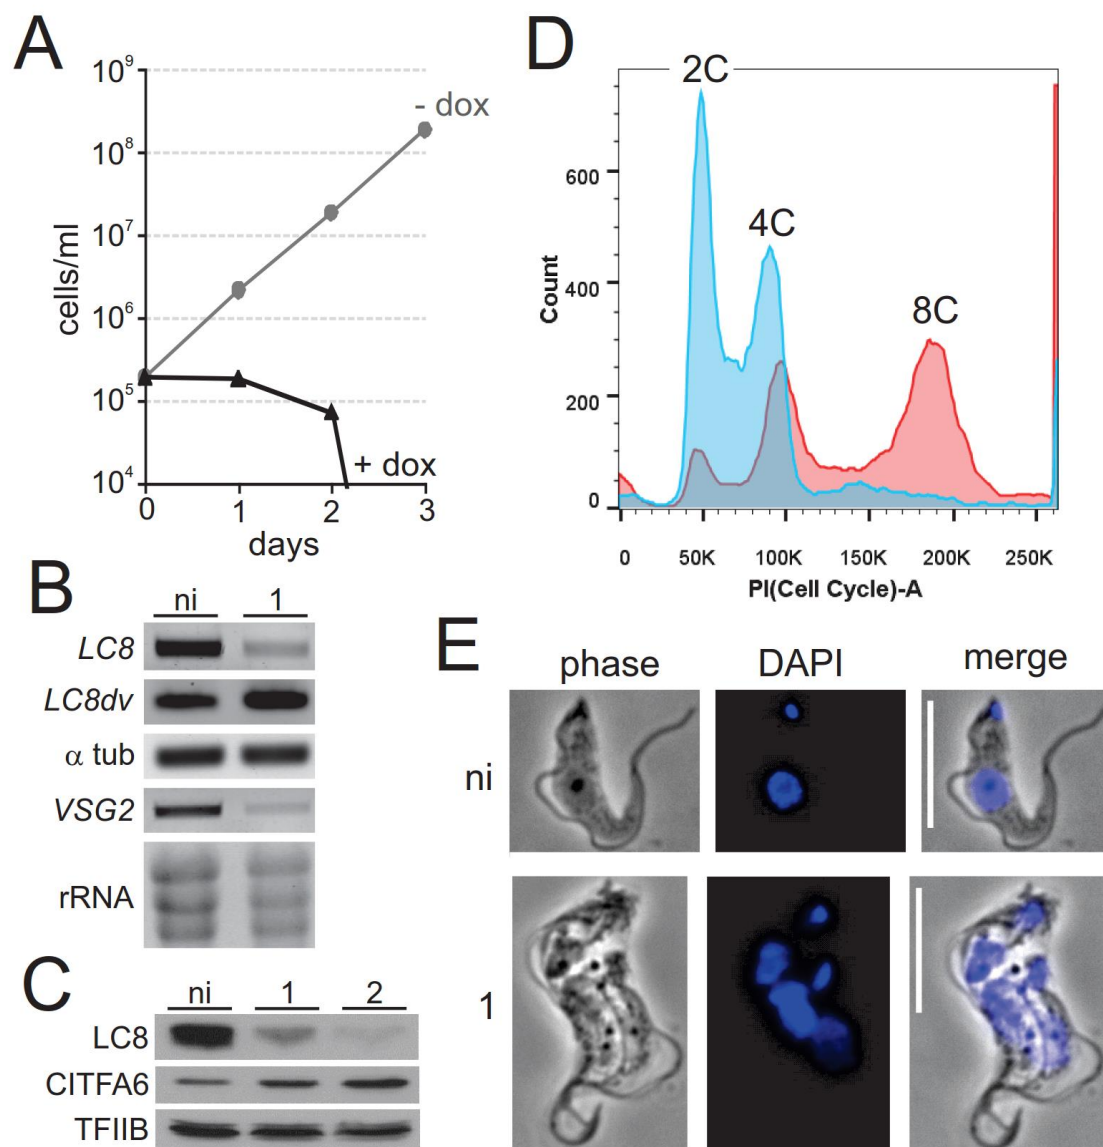 A
10⁹
10⁸
10⁷
10⁶
10⁵
10⁴
cells/ml
- dox
+ dox
0 1 2 3
days
B
ni 1
LC8
LC8dv
α tub
VSG2
rRNA
C
ni 1 2
LC8
CITFA6
TFIIB
D
2C
4C
8C
600
400
200
0
Count
0 50K 100K 150K 200K 250K
PI(Cell Cycle)-A
E
phase DAPI merge
ni
1